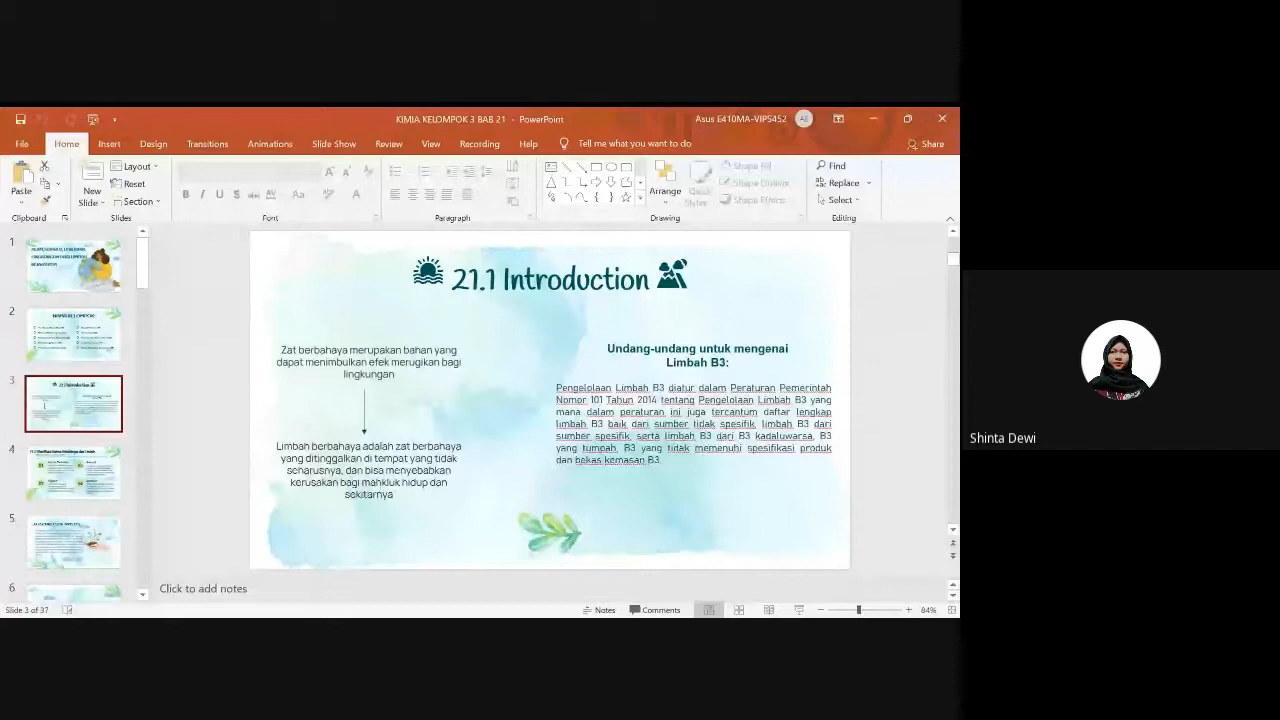 KIMIA KELOMPOK 3 BAB 21 - PowerPoint
Asus E410MA-VIPS452
AE
File Home Insert Design Transitions Animations Slide Show Review View Recording Help Tell me what you want to do Share
Paste
New Slide
Layout
Reset
Section
Arrange
Quick Styles
Shape Fill
Shape Outline
Shape Effects
Find
Replace
Select
Clipboard Slides Font Paragraph Drawing Editing
1
2
3
4
5
6
21.1 Introduction
Zat berbahaya merupakan bahan yang
dapat menimbulkan efek merugikan bagi
lingkungan
Limbah berbahaya adalah zat berbahaya
yang ditinggalkan di tempat yang tidak
seharusnya, dan bisa menyebabkan
kerusakan bagi mahkluk hidup dan
sekitarnya
Undang-undang untuk mengenai
Limbah B3:
Pengelolaan Limbah B3 diatur dalam Peraturan Pemerintah
Nomor 101 Tahun 2014 tentang Pengelolaan Limbah B3 yang
mana dalam peraturan ini juga tercantum daftar lengkap
limbah B3 baik dari sumber tidak spesifik, limbah B3 dari
sumber spesifik, serta limbah B3 dari B3 kadaluwarsa, B3
yang tumpah, B3 yang tidak memenuhi spesifikasi produk
dan bekas kemasan B3.
Click to add notes
Slide 3 of 37
Notes Comments 84%
Shinta Dewi